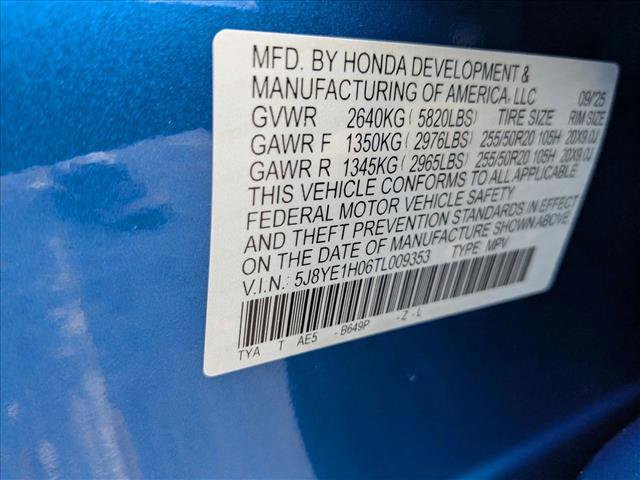 MFD. BY HONDA DEVELOPMENT &
MANUFACTURING OF AMERICA, LLC 09/25
GVWR 2640KG (5820LBS) TIRE SIZE RIM SIZE
GAWR F 1350KG (2976LBS) 255/50R20 105H 20X9.0J
GAWR R 1345KG (2965LBS) 255/50R20 105H 20X9.0J
THIS VEHICLE CONFORMS TO ALL APPLICABLE
FEDERAL MOTOR VEHICLE SAFETY
AND THEFT PREVENTION STANDARDS IN EFFECT
ON THE DATE OF MANUFACTURE SHOWN ABOVE.
V.I.N.: 5J8YE1H06TL009353 TYPE: MPV
TYA T AE5 - B649P - Z - L